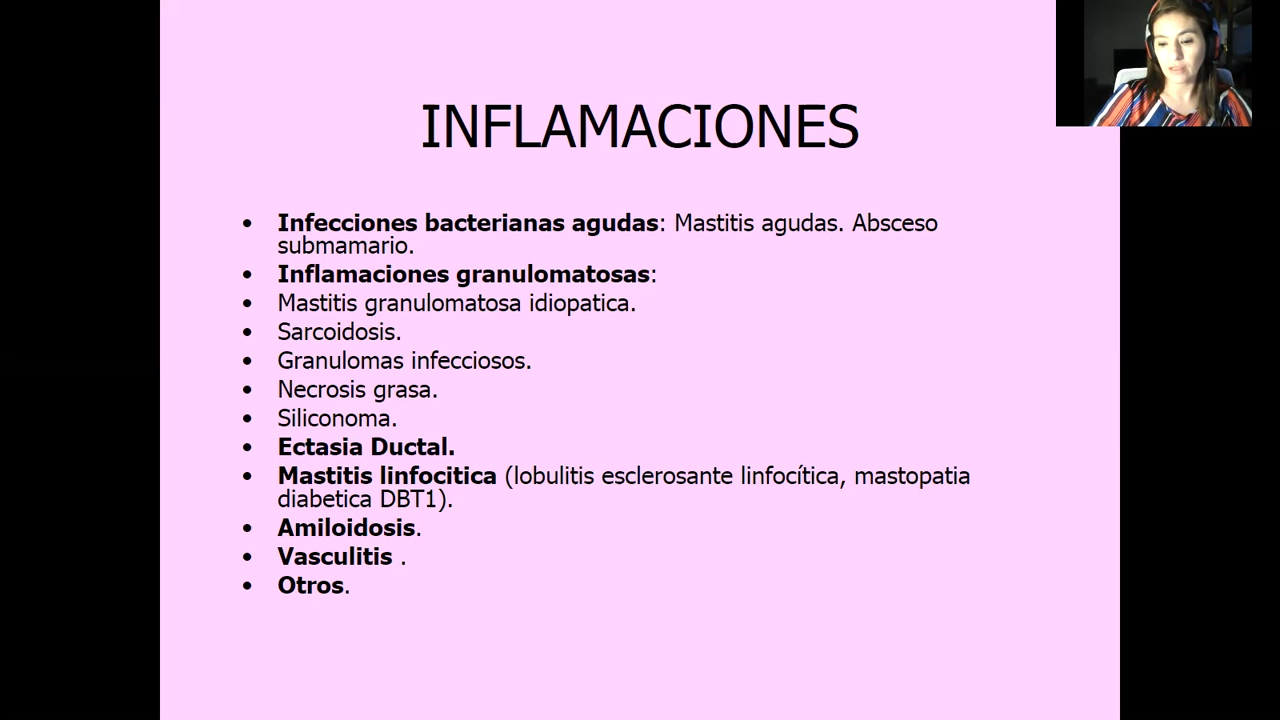 INFLAMACIONES
• Infecciones bacterianas agudas: Mastitis agudas. Absceso
submamario.
• Inflamaciones granulomatosas:
• Mastitis granulomatosa idiopatica.
• Sarcoidosis.
• Granulomas infecciosos.
• Necrosis grasa.
• Siliconoma.
• Ectasia Ductal.
• Mastitis linfocitica (lobulitis esclerosante linfocítica, mastopatia
diabetica DBT1).
• Amiloidosis.
• Vasculitis .
• Otros.